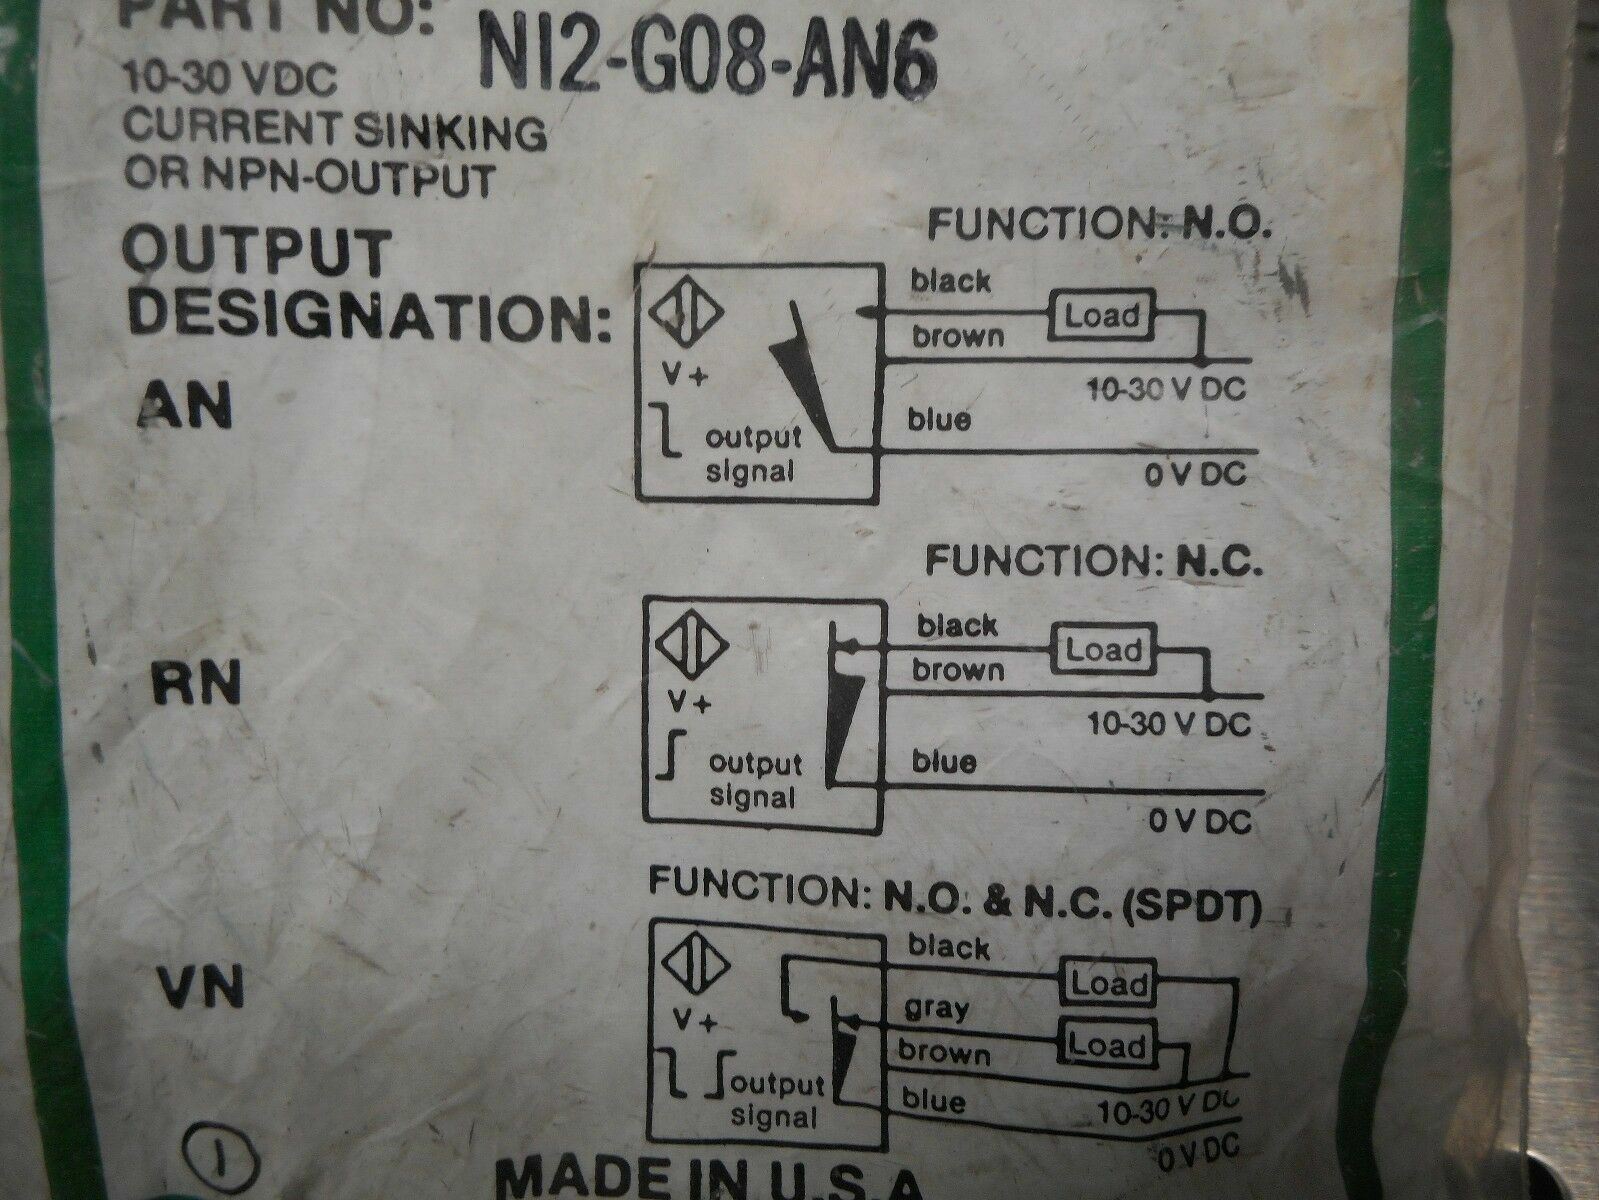 PART NO: NI2-G08-AN6
10-30 VDC
CURRENT SINKING
OR NPN-OUTPUT
OUTPUT
DESIGNATION:
AN
FUNCTION: N.O.
black
Load
brown
V+
10-30 V DC
blue
output
signal
0 V DC
RN
FUNCTION: N.C.
black
Load
brown
V+
10-30 V DC
blue
output
signal
0 V DC
VN
FUNCTION: N.O. & N.C. (SPDT)
black
Load
gray
V+
Load
brown
output
signal
blue
10-30 V DC
0 V DC
1
MADE IN U.S.A